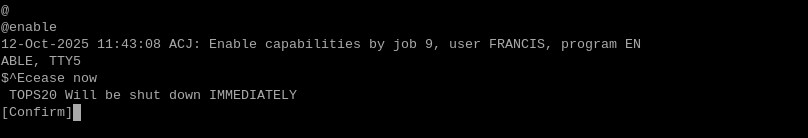 @
@enable
12-Oct-2025 11:43:08 ACJ: Enable capabilities by job 9, user FRANCIS, program EN
ABLE, TTY5
$^Ecease now
 TOPS20 Will be shut down IMMEDIATELY
[Confirm]